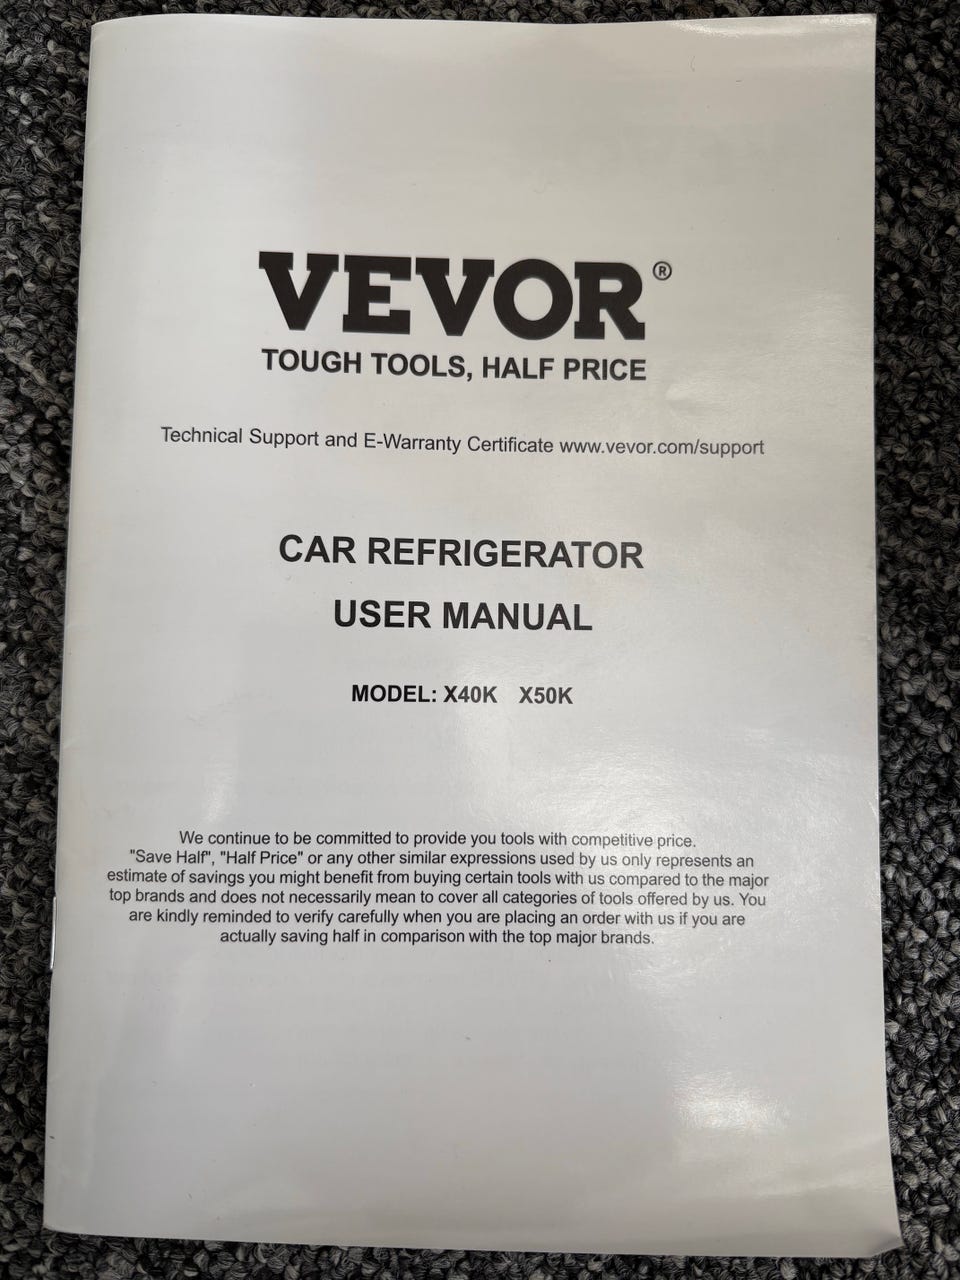 VEVOR®
TOUGH TOOLS, HALF PRICE
Technical Support and E-Warranty Certificate www.vevor.com/support
CAR REFRIGERATOR
USER MANUAL
MODEL: X40K X50K
We continue to be committed to provide you tools with competitive price.
"Save Half", "Half Price" or any other similar expressions used by us only represents an
estimate of savings you might benefit from buying certain tools with us compared to the major
top brands and does not necessarily mean to cover all categories of tools offered by us. You
are kindly reminded to verify carefully when you are placing an order with us if you are
actually saving half in comparison with the top major brands.